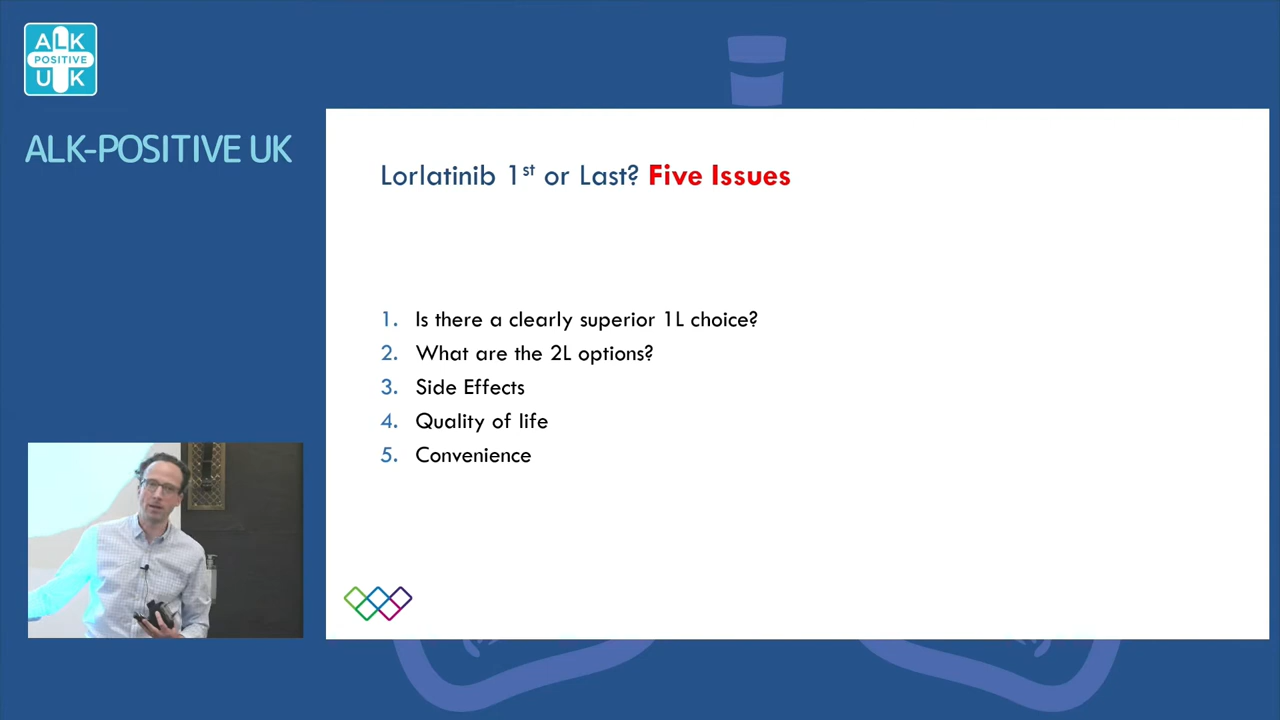 ALK
POSITIVE
UK
ALK-POSITIVE UK
Lorlatinib 1st or Last? Five Issues
1. Is there a clearly superior 1L choice?
2. What are the 2L options?
3. Side Effects
4. Quality of life
5. Convenience